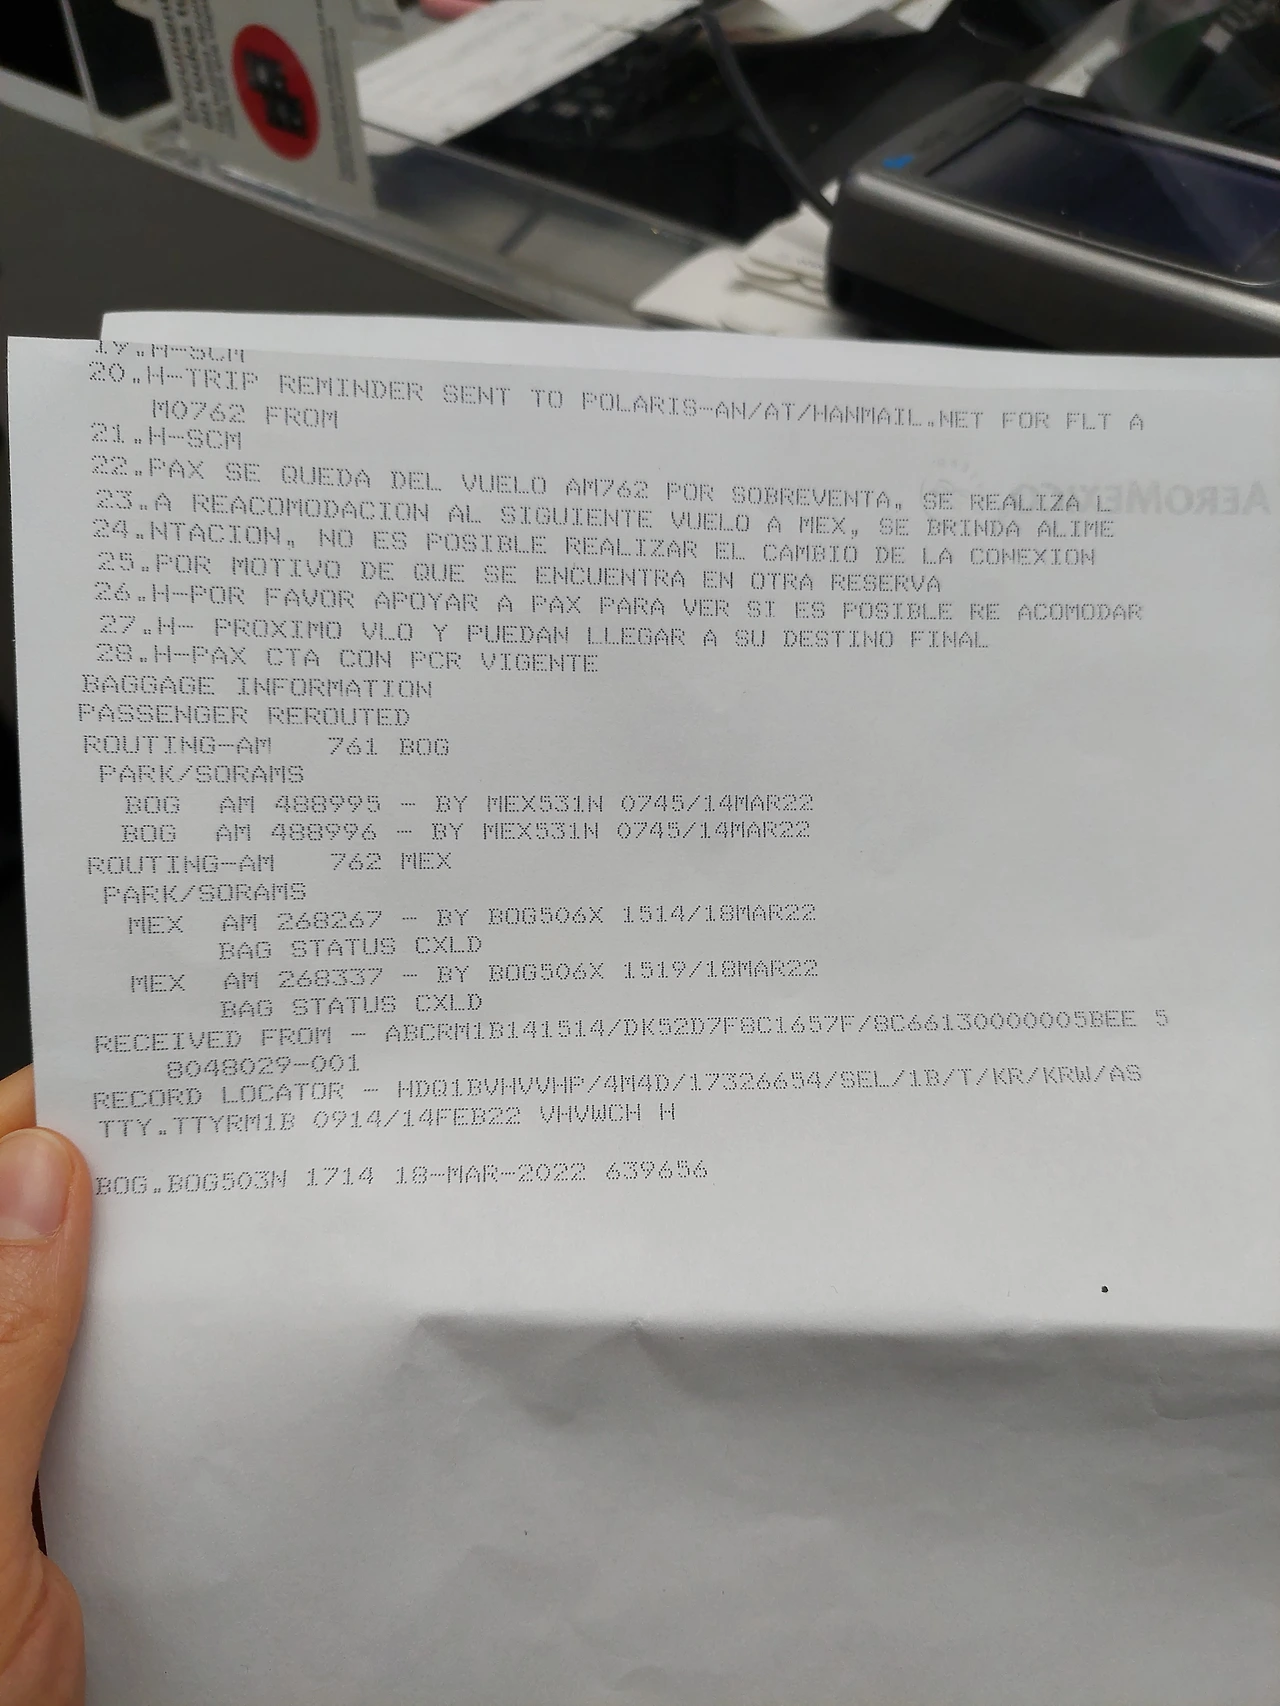 19.H-SCM
20.H-TRIP REMINDER SENT TO POLARIS-AN/AT/HANMAIL.NET FOR FLT A
M0762 FROM
21.H-SCM
22.PAX SE QUEDA DEL VUELO AM762 POR SOBREVENTA, SE REALIZA L
23.A REACOMODACION AL SIGUIENTE VUELO A MEX, SE BRINDA ALIME
24.NTACION, NO ES POSIBLE REALIZAR EL CAMBIO DE LA CONEXION
25.POR MOTIVO DE QUE SE ENCUENTRA EN OTRA RESERVA
26.H-POR FAVOR APOYAR A PAX PARA VER SI ES POSIBLE RE ACOMODAR
27.H- PROXIMO VLO Y PUEDAN LLEGAR A SU DESTINO FINAL
28.H-PAX CTA CON PCR VIGENTE
BAGGAGE INFORMATION
PASSENGER REROUTED
ROUTING-AM 761 BOG
PARK/SORAMS
BOG AM 488995 - BY MEX531N 0745/14MAR22
BOG AM 488996 - BY MEX531N 0745/14MAR22
ROUTING-AM 762 MEX
PARK/SORAMS
MEX AM 268267 - BY BOG506X 1514/18MAR22
BAG STATUS CXLD
MEX AM 268337 - BY BOG506X 1519/18MAR22
BAG STATUS CXLD
RECEIVED FROM - ABCRM1B141514/DK52D7F8C1657F/8C66130000005BEE 5
8048029-001
RECORD LOCATOR - HDQ1BVHVVHP/4M4D/17326654/SEL/1B/T/KR/KRW/AS
TTY.TTYRM1B 0914/14FEB22 VHVWCH H
BOG.BOG503N 1714 18-MAR-2022 639656
AEROMEXICO